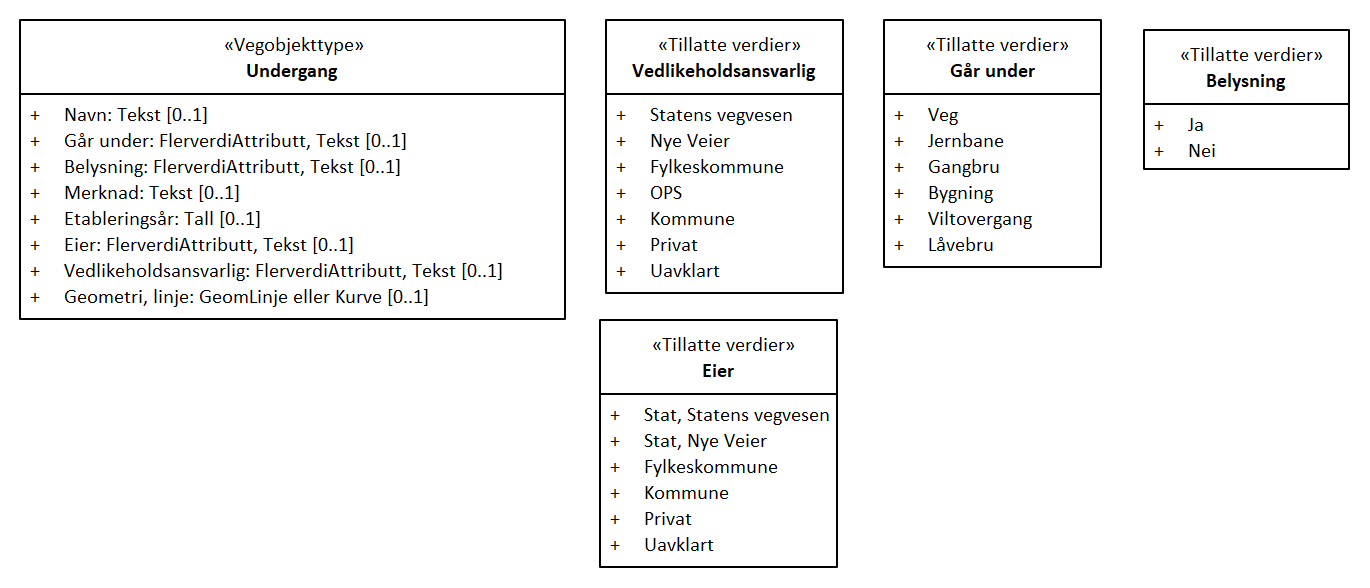 «Vegobjekttype»
Undergang
+ Navn: Tekst [0..1]
+ Går under: FlerverdiAttributt, Tekst [0..1]
+ Belysning: FlerverdiAttributt, Tekst [0..1]
+ Merknad: Tekst [0..1]
+ Etableringsår: Tall [0..1]
+ Eier: FlerverdiAttributt, Tekst [0..1]
+ Vedlikeholdsansvarlig: FlerverdiAttributt, Tekst [0..1]
+ Geometri, linje: GeomLinje eller Kurve [0..1]
«Tillatte verdier»
Vedlikeholdsansvarlig
+ Statens vegvesen
+ Nye Veier
+ Fylkeskommune
+ OPS
+ Kommune
+ Privat
+ Uavklart
«Tillatte verdier»
Går under
+ Veg
+ Jernbane
+ Gangbru
+ Bygning
+ Viltovergang
+ Låvebru
«Tillatte verdier»
Belysning
+ Ja
+ Nei
«Tillatte verdier»
Eier
+ Stat, Statens vegvesen
+ Stat, Nye Veier
+ Fylkeskommune
+ Kommune
+ Privat
+ Uavklart